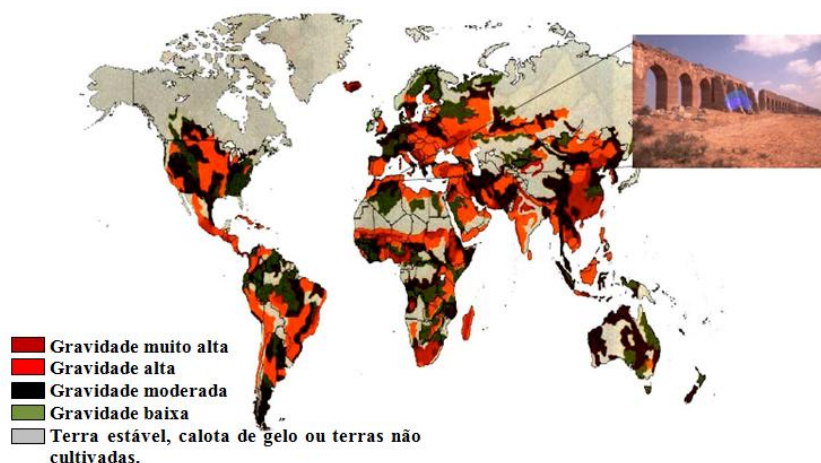 Gravidade muito alta
Gravidade alta
Gravidade moderada
Gravidade baixa
Terra estável, calota de gelo ou terras não
cultivadas.